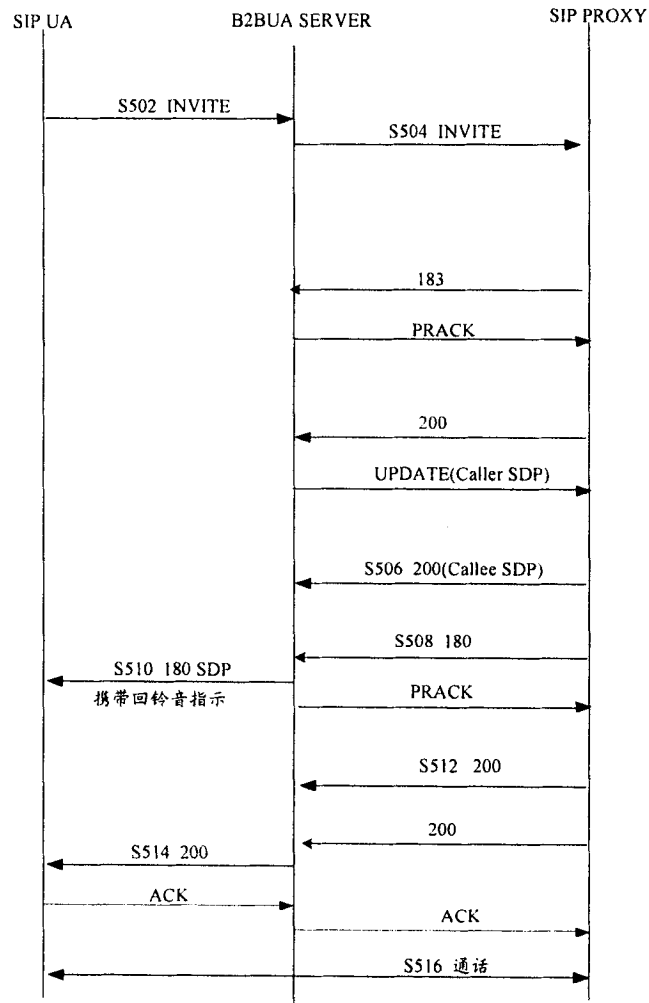 SIP UA
B2BUA SERVER
SIP PROXY
S502 INVITE
S504 INVITE
183
PRACK
200
UPDATE(Caller SDP)
S506 200(Callee SDP)
S508 180
S510 180 SDP
携带回铃音指示
PRACK
S512 200
200
S514 200
ACK
ACK
S516 通话